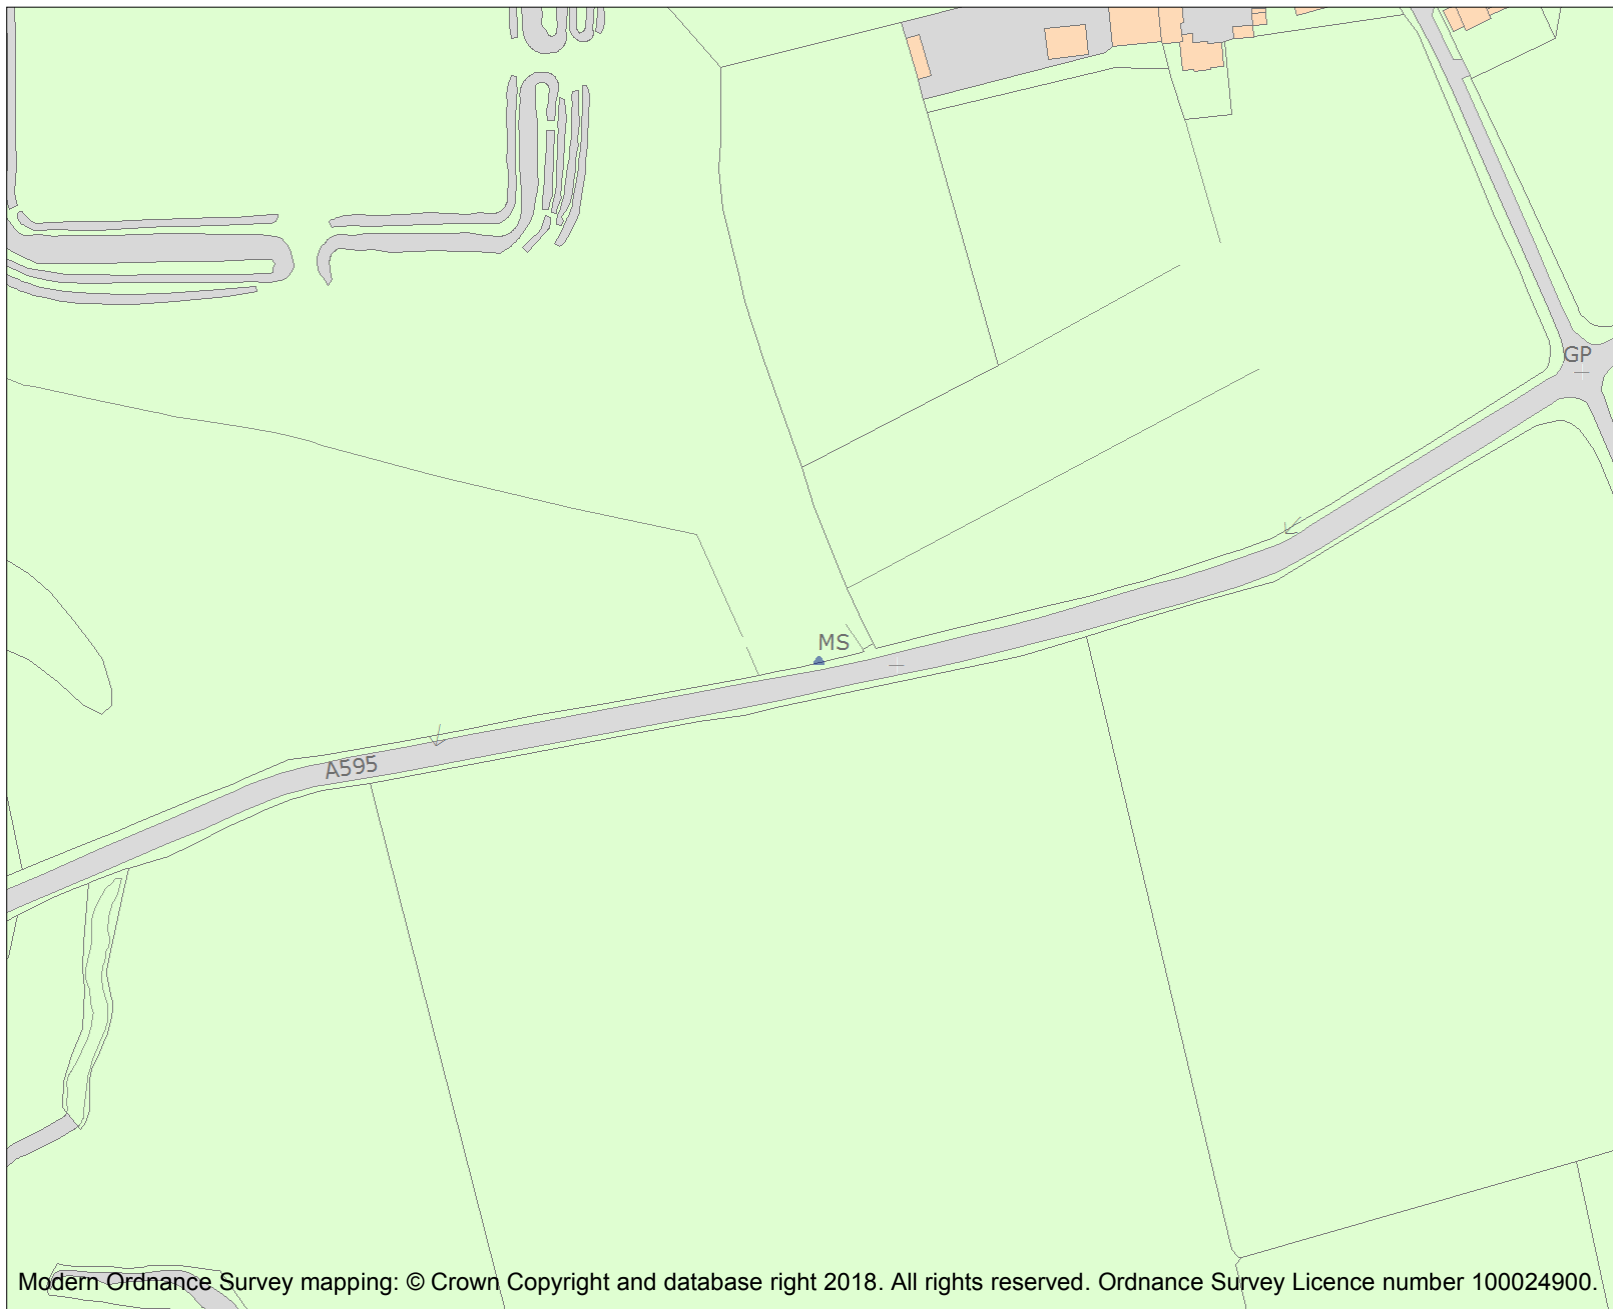 GP
MS
A595
Modern Ordnance Survey mapping: © Crown Copyright and database right 2018. All rights reserved. Ordnance Survey Licence number 100024900.